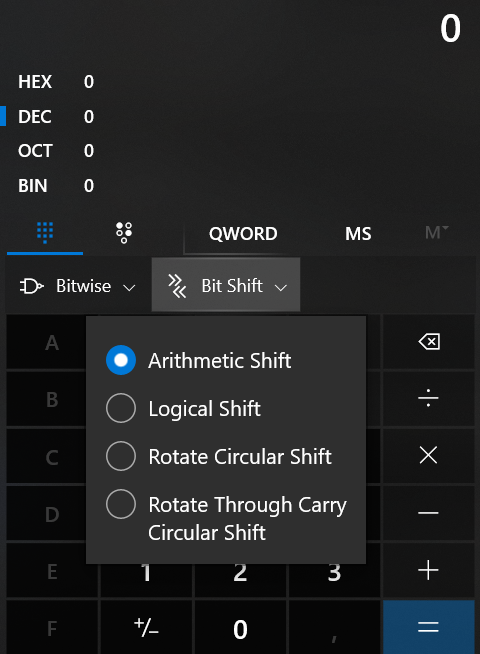 0
HEX 0
DEC 0
OCT 0
BIN 0
QWORD MS M
Bitwise Bit Shift
A
Arithmetic Shift
B
Logical Shift
÷
C
Rotate Circular Shift
×
D
Rotate Through Carry
Circular Shift
−
E 1 2 3 +
F +/− 0 , =